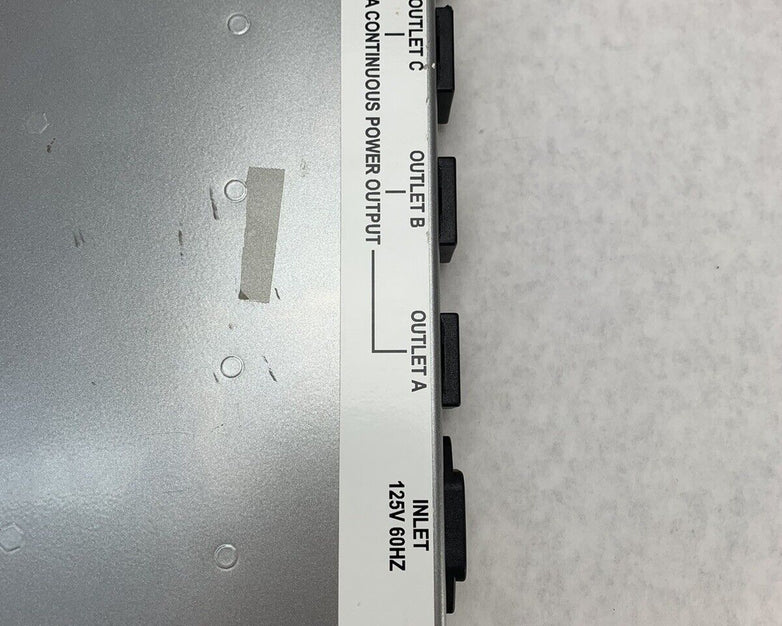 OUTLET C
OUTLET B
OUTLET A
A CONTINUOUS POWER OUTPUT
INLET
125V 60HZ